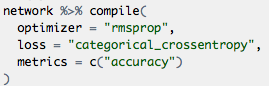 network %>% compile(
  optimizer = "rmsprop",
  loss = "categorical_crossentropy",
  metrics = c("accuracy")
)